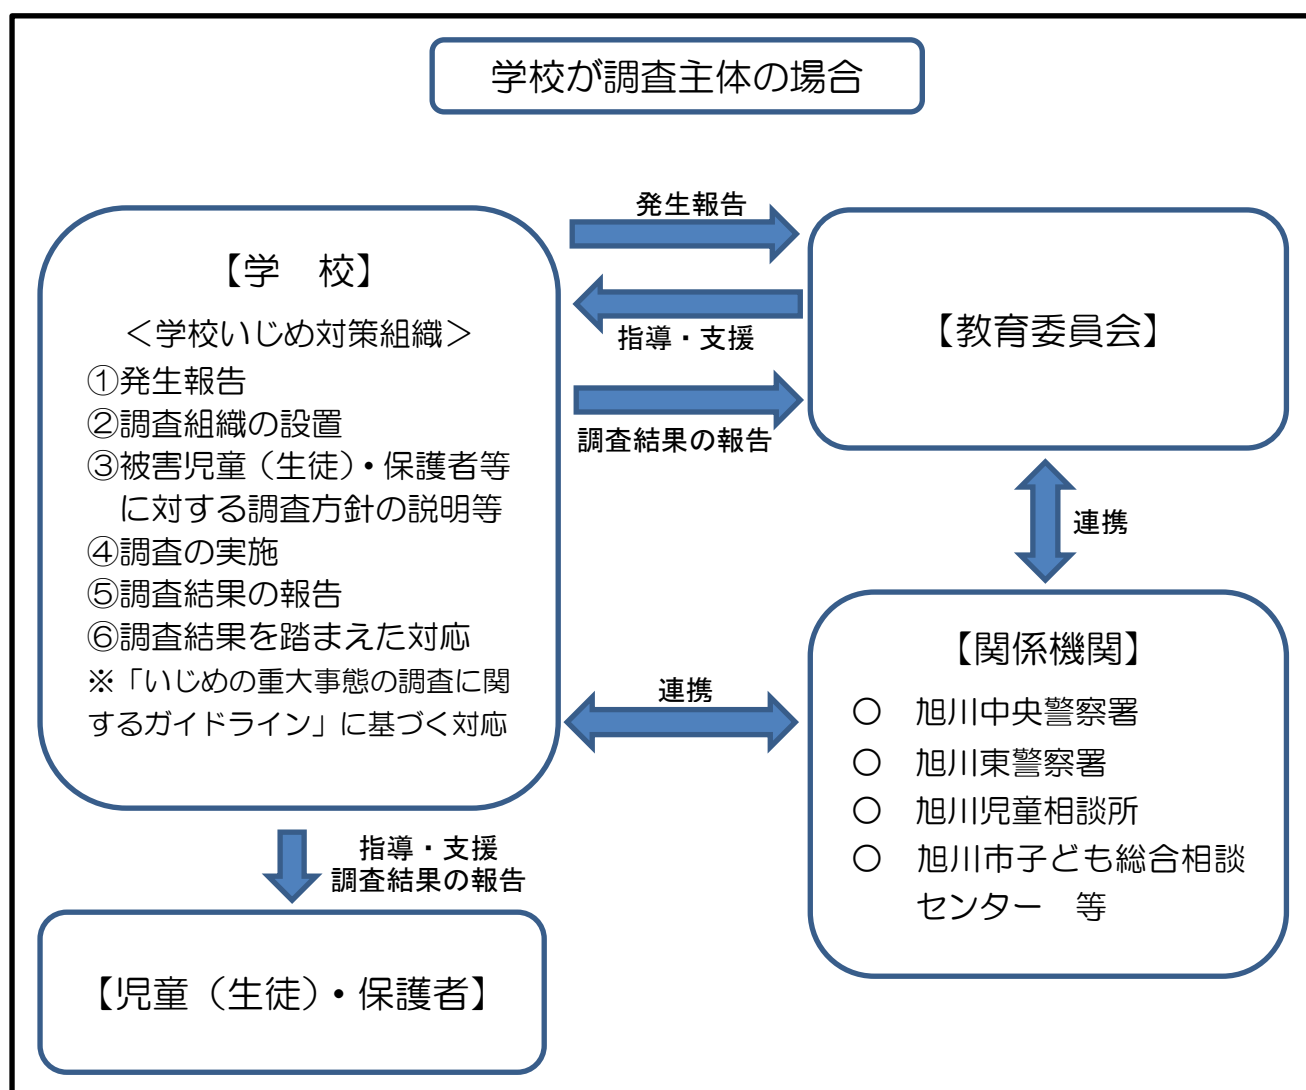 学校が調査主体の場合
発生報告
【学　校】
＜学校いじめ対策組織＞
①発生報告
②調査組織の設置
③被害児童（生徒）・保護者等
に対する調査方針の説明等
④調査の実施
⑤調査結果の報告
⑥調査結果を踏まえた対応
※「いじめの重大事態の調査に関
するガイドライン」に基づく対応
指導・支援
調査結果の報告
【教育委員会】
連携
連携
【関係機関】
○　旭川中央警察署
○　旭川東警察署
○　旭川児童相談所
○　旭川市子ども総合相談
センター　等
指導・支援
調査結果の報告
【児童（生徒）・保護者】